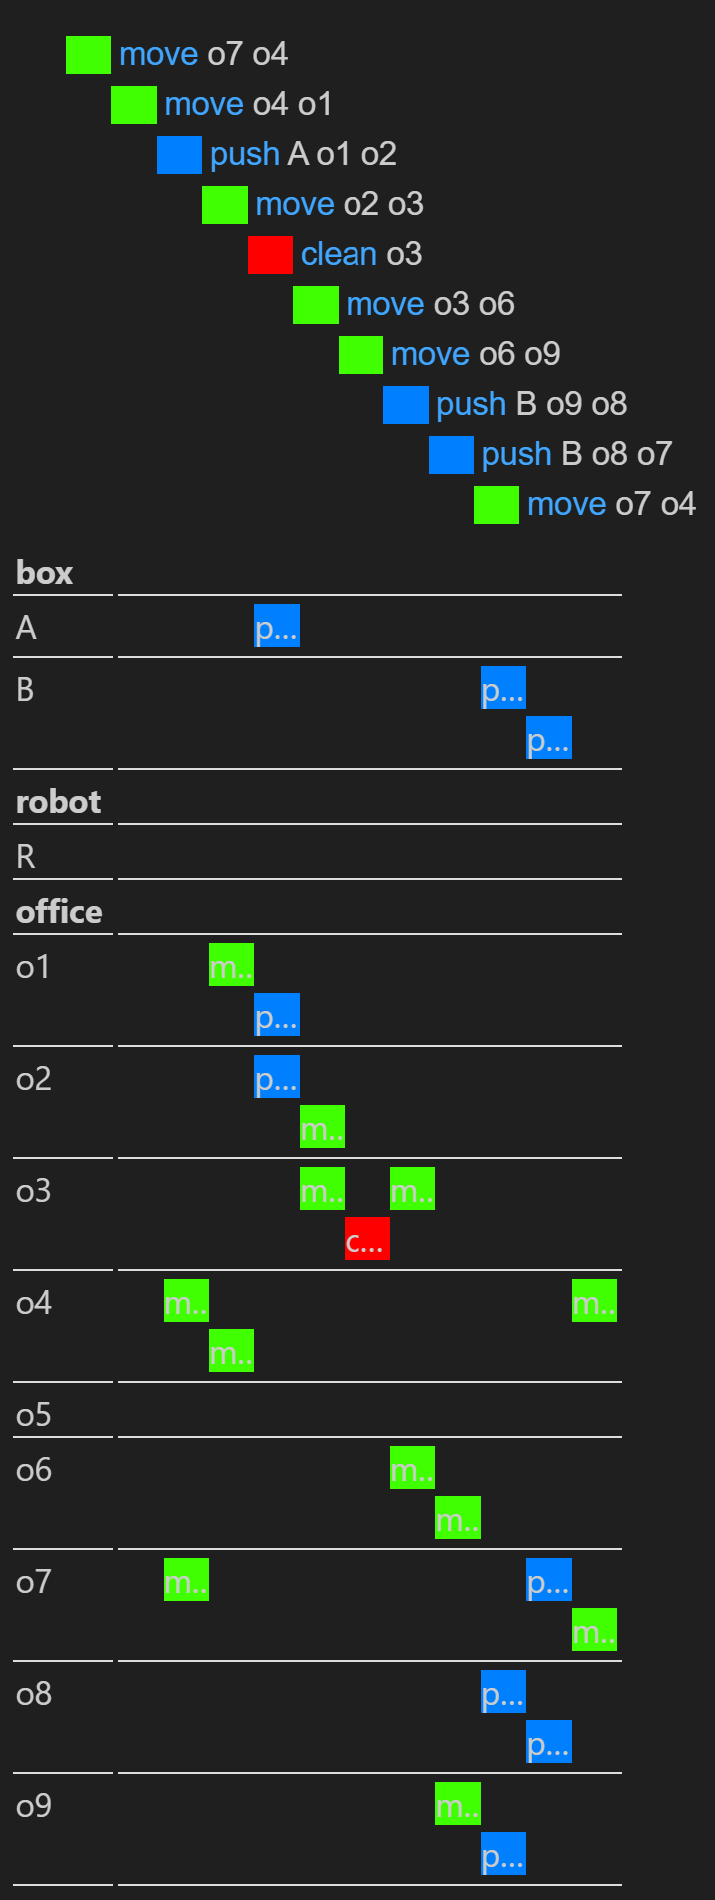 move o7 o4
move o4 o1
push A o1 o2
move o2 o3
clean o3
move o3 o6
move o6 o9
push B o9 o8
push B o8 o7
move o7 o4
box
A p...
B p...
p...
robot
R
office
o1 m..
p...
o2 p...
m..
o3 m.. m..
c...
o4 m.. m..
m..
o5
o6 m..
m..
o7 m.. p...
m..
o8 p...
p...
o9 m..
p...